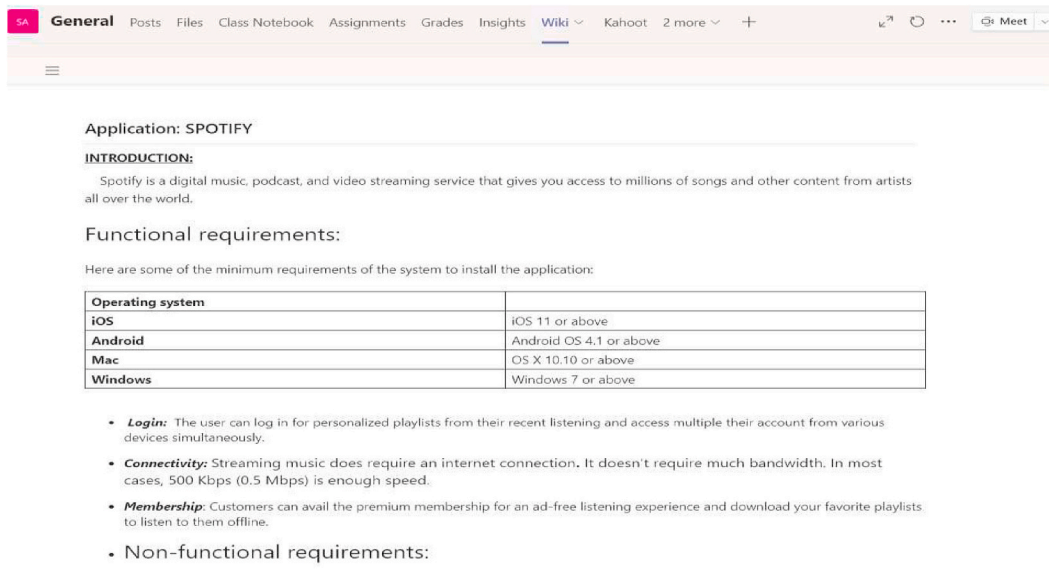 SA General Posts Files Class Notebook Assignments Grades Insights Wiki Kahoot 2 more Meet
Application: SPOTIFY
INTRODUCTION:
Spotify is a digital music, podcast, and video streaming service that gives you access to millions of songs and other content from artists
all over the world.
Functional requirements:
Here are some of the minimum requirements of the system to install the application:
Operating system
iOS iOS 11 or above
Android Android OS 4.1 or above
Mac OS X 10.10 or above
Windows Windows 7 or above
• Login: The user can log in for personalized playlists from their recent listening and access multiple their account from various
devices simultaneously.
• Connectivity: Streaming music does require an internet connection. It doesn't require much bandwidth. In most
cases, 500 Kbps (0.5 Mbps) is enough speed.
• Membership: Customers can avail the premium membership for an ad-free listening experience and download your favorite playlists
to listen to them offline.
• Non-functional requirements: